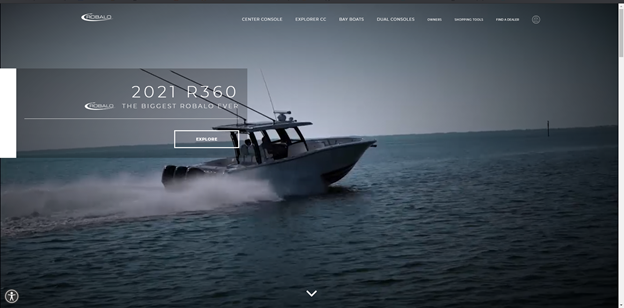 ROBALO
CENTER CONSOLE EXPLORER CC BAY BOATS DUAL CONSOLES OWNERS SHOPPING TOOLS FIND A DEALER
2021 R360
ROBALO THE BIGGEST ROBALO EVER
EXPLORE